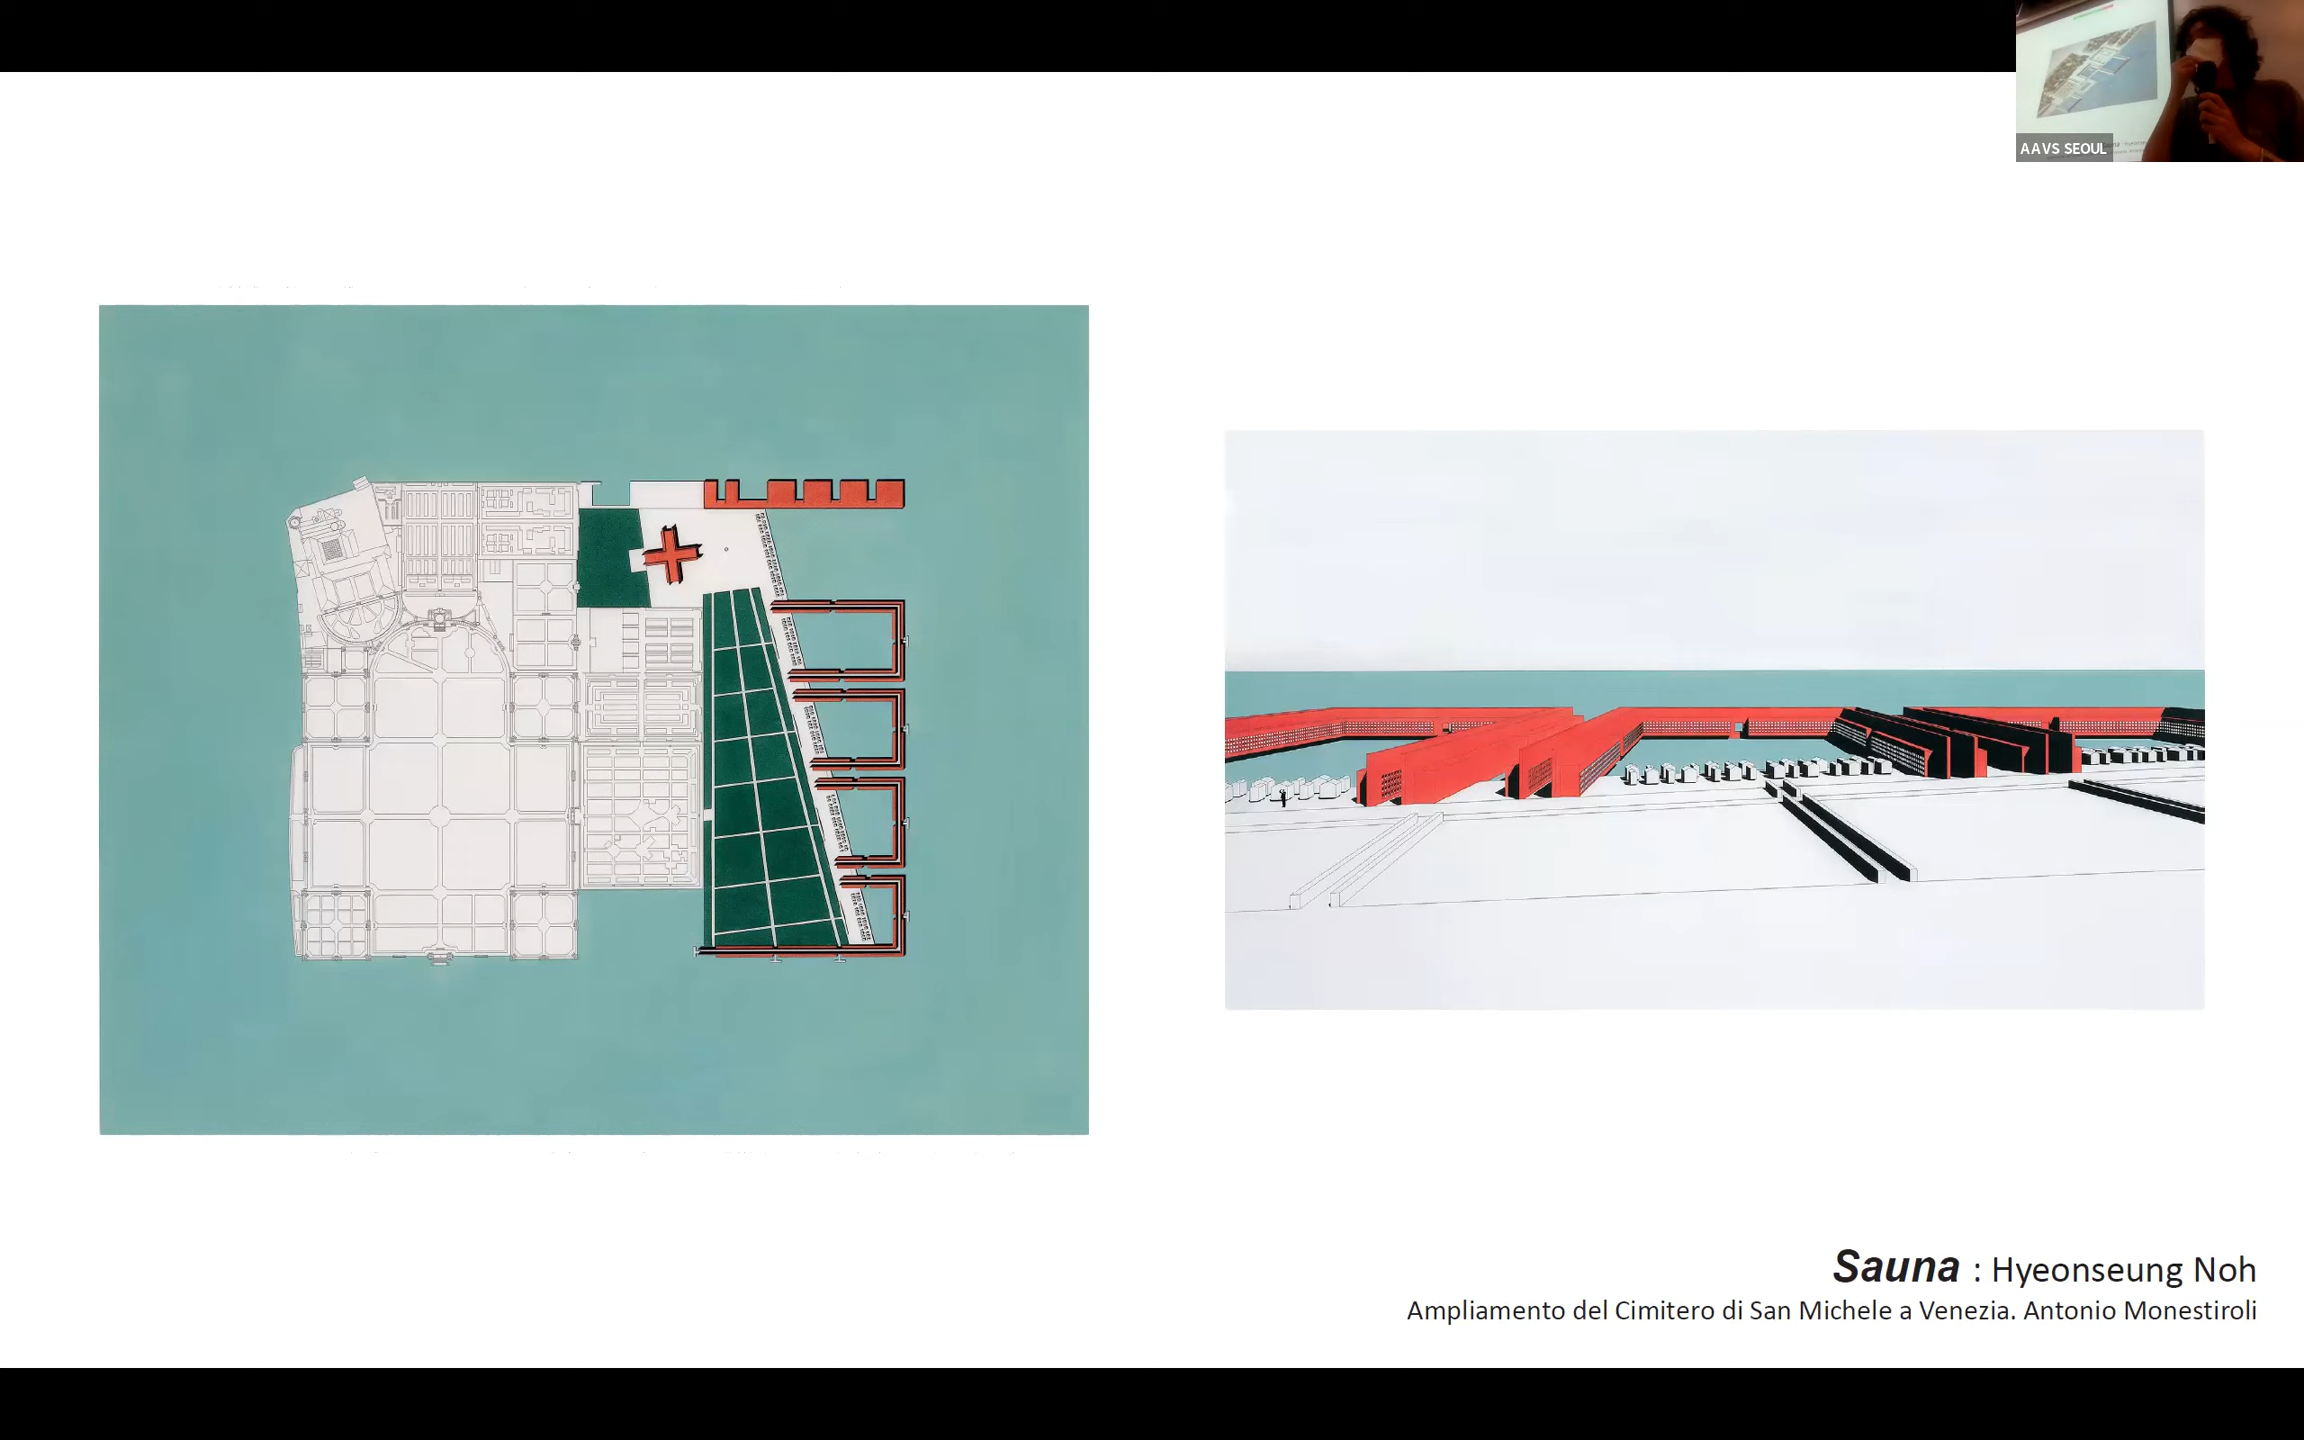 AAVS SEOUL
Sauna : Hyeonseung Noh
Ampliamento del Cimitero di San Michele a Venezia. Antonio Monestiroli